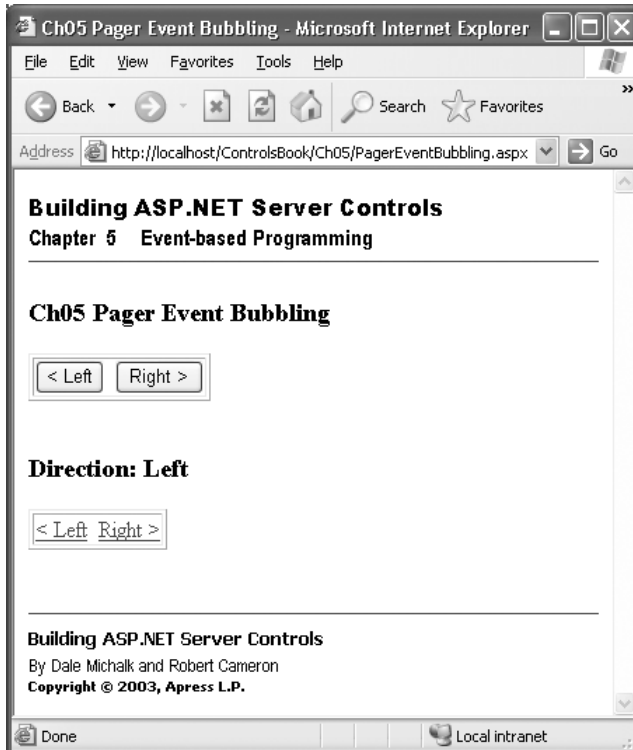 Ch05 Pager Event Bubbling - Microsoft Internet Explorer
File Edit View Favorites Tools Help
Back Search Favorites »
Address http://localhost/ControlsBook/Ch05/PagerEventBubbling.aspx Go
Building ASP.NET Server Controls
Chapter 5 Event-based Programming
Ch05 Pager Event Bubbling
< Left Right >
Direction: Left
< Left Right >
Building ASP.NET Server Controls
By Dale Michalk and Robert Cameron
Copyright © 2003, Apress L.P.
Done Local intranet